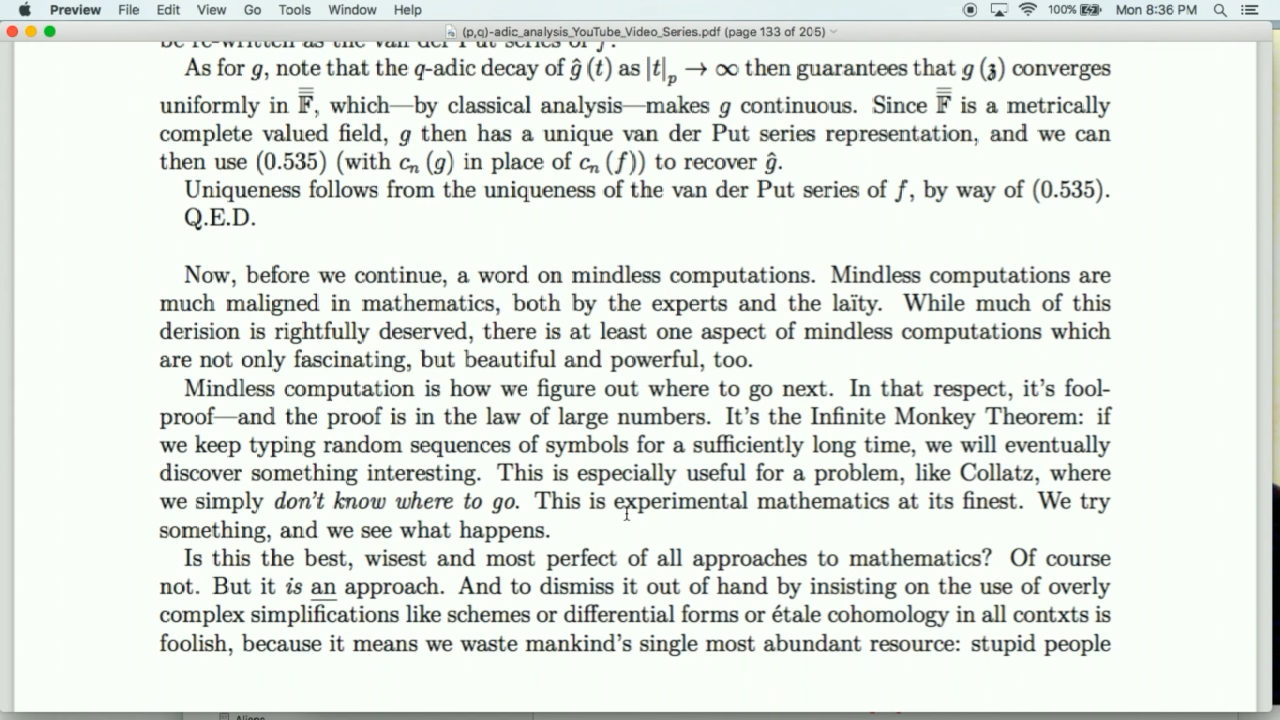 Preview File Edit View Go Tools Window Help 100% Mon 8:36 PM
(p,q)-adic_analysis_YouTube_Video_Series.pdf (page 133 of 205)
be re-written as the van der Put series of f.
As for g, note that the q-adic decay of ĝ (t) as |t|ₚ → ∞ then guarantees that g (𝔷) converges
uniformly in 𝔽̿, which—by classical analysis—makes g continuous. Since 𝔽̿ is a metrically
complete valued field, g then has a unique van der Put series representation, and we can
then use (0.535) (with cₙ (g) in place of cₙ (f)) to recover ĝ.
Uniqueness follows from the uniqueness of the van der Put series of f, by way of (0.535).
Q.E.D.
Now, before we continue, a word on mindless computations. Mindless computations are
much maligned in mathematics, both by the experts and the laïty. While much of this
derision is rightfully deserved, there is at least one aspect of mindless computations which
are not only fascinating, but beautiful and powerful, too.
Mindless computation is how we figure out where to go next. In that respect, it's fool-
proof—and the proof is in the law of large numbers. It's the Infinite Monkey Theorem: if
we keep typing random sequences of symbols for a sufficiently long time, we will eventually
discover something interesting. This is especially useful for a problem, like Collatz, where
we simply don't know where to go. This is experimental mathematics at its finest. We try
something, and we see what happens.
Is this the best, wisest and most perfect of all approaches to mathematics? Of course
not. But it is an approach. And to dismiss it out of hand by insisting on the use of overly
complex simplifications like schemes or differential forms or étale cohomology in all contxts is
foolish, because it means we waste mankind's single most abundant resource: stupid people